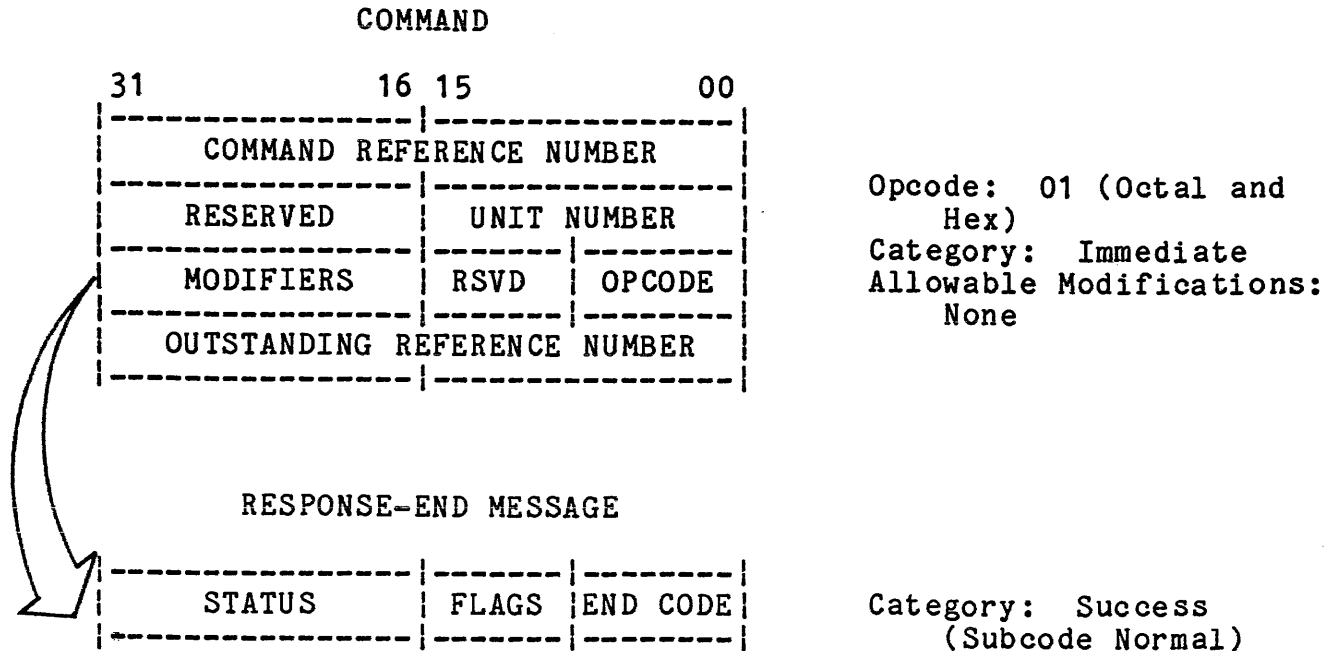 COMMAND
31 16 15 00
COMMAND REFERENCE NUMBER
RESERVED UNIT NUMBER
MODIFIERS RSVD OPCODE
OUTSTANDING REFERENCE NUMBER
Opcode: 01 (Octal and
Hex)
Category: Immediate
Allowable Modifications:
None
RESPONSE-END MESSAGE
STATUS FLAGS END CODE
Category: Success
(Subcode Normal)